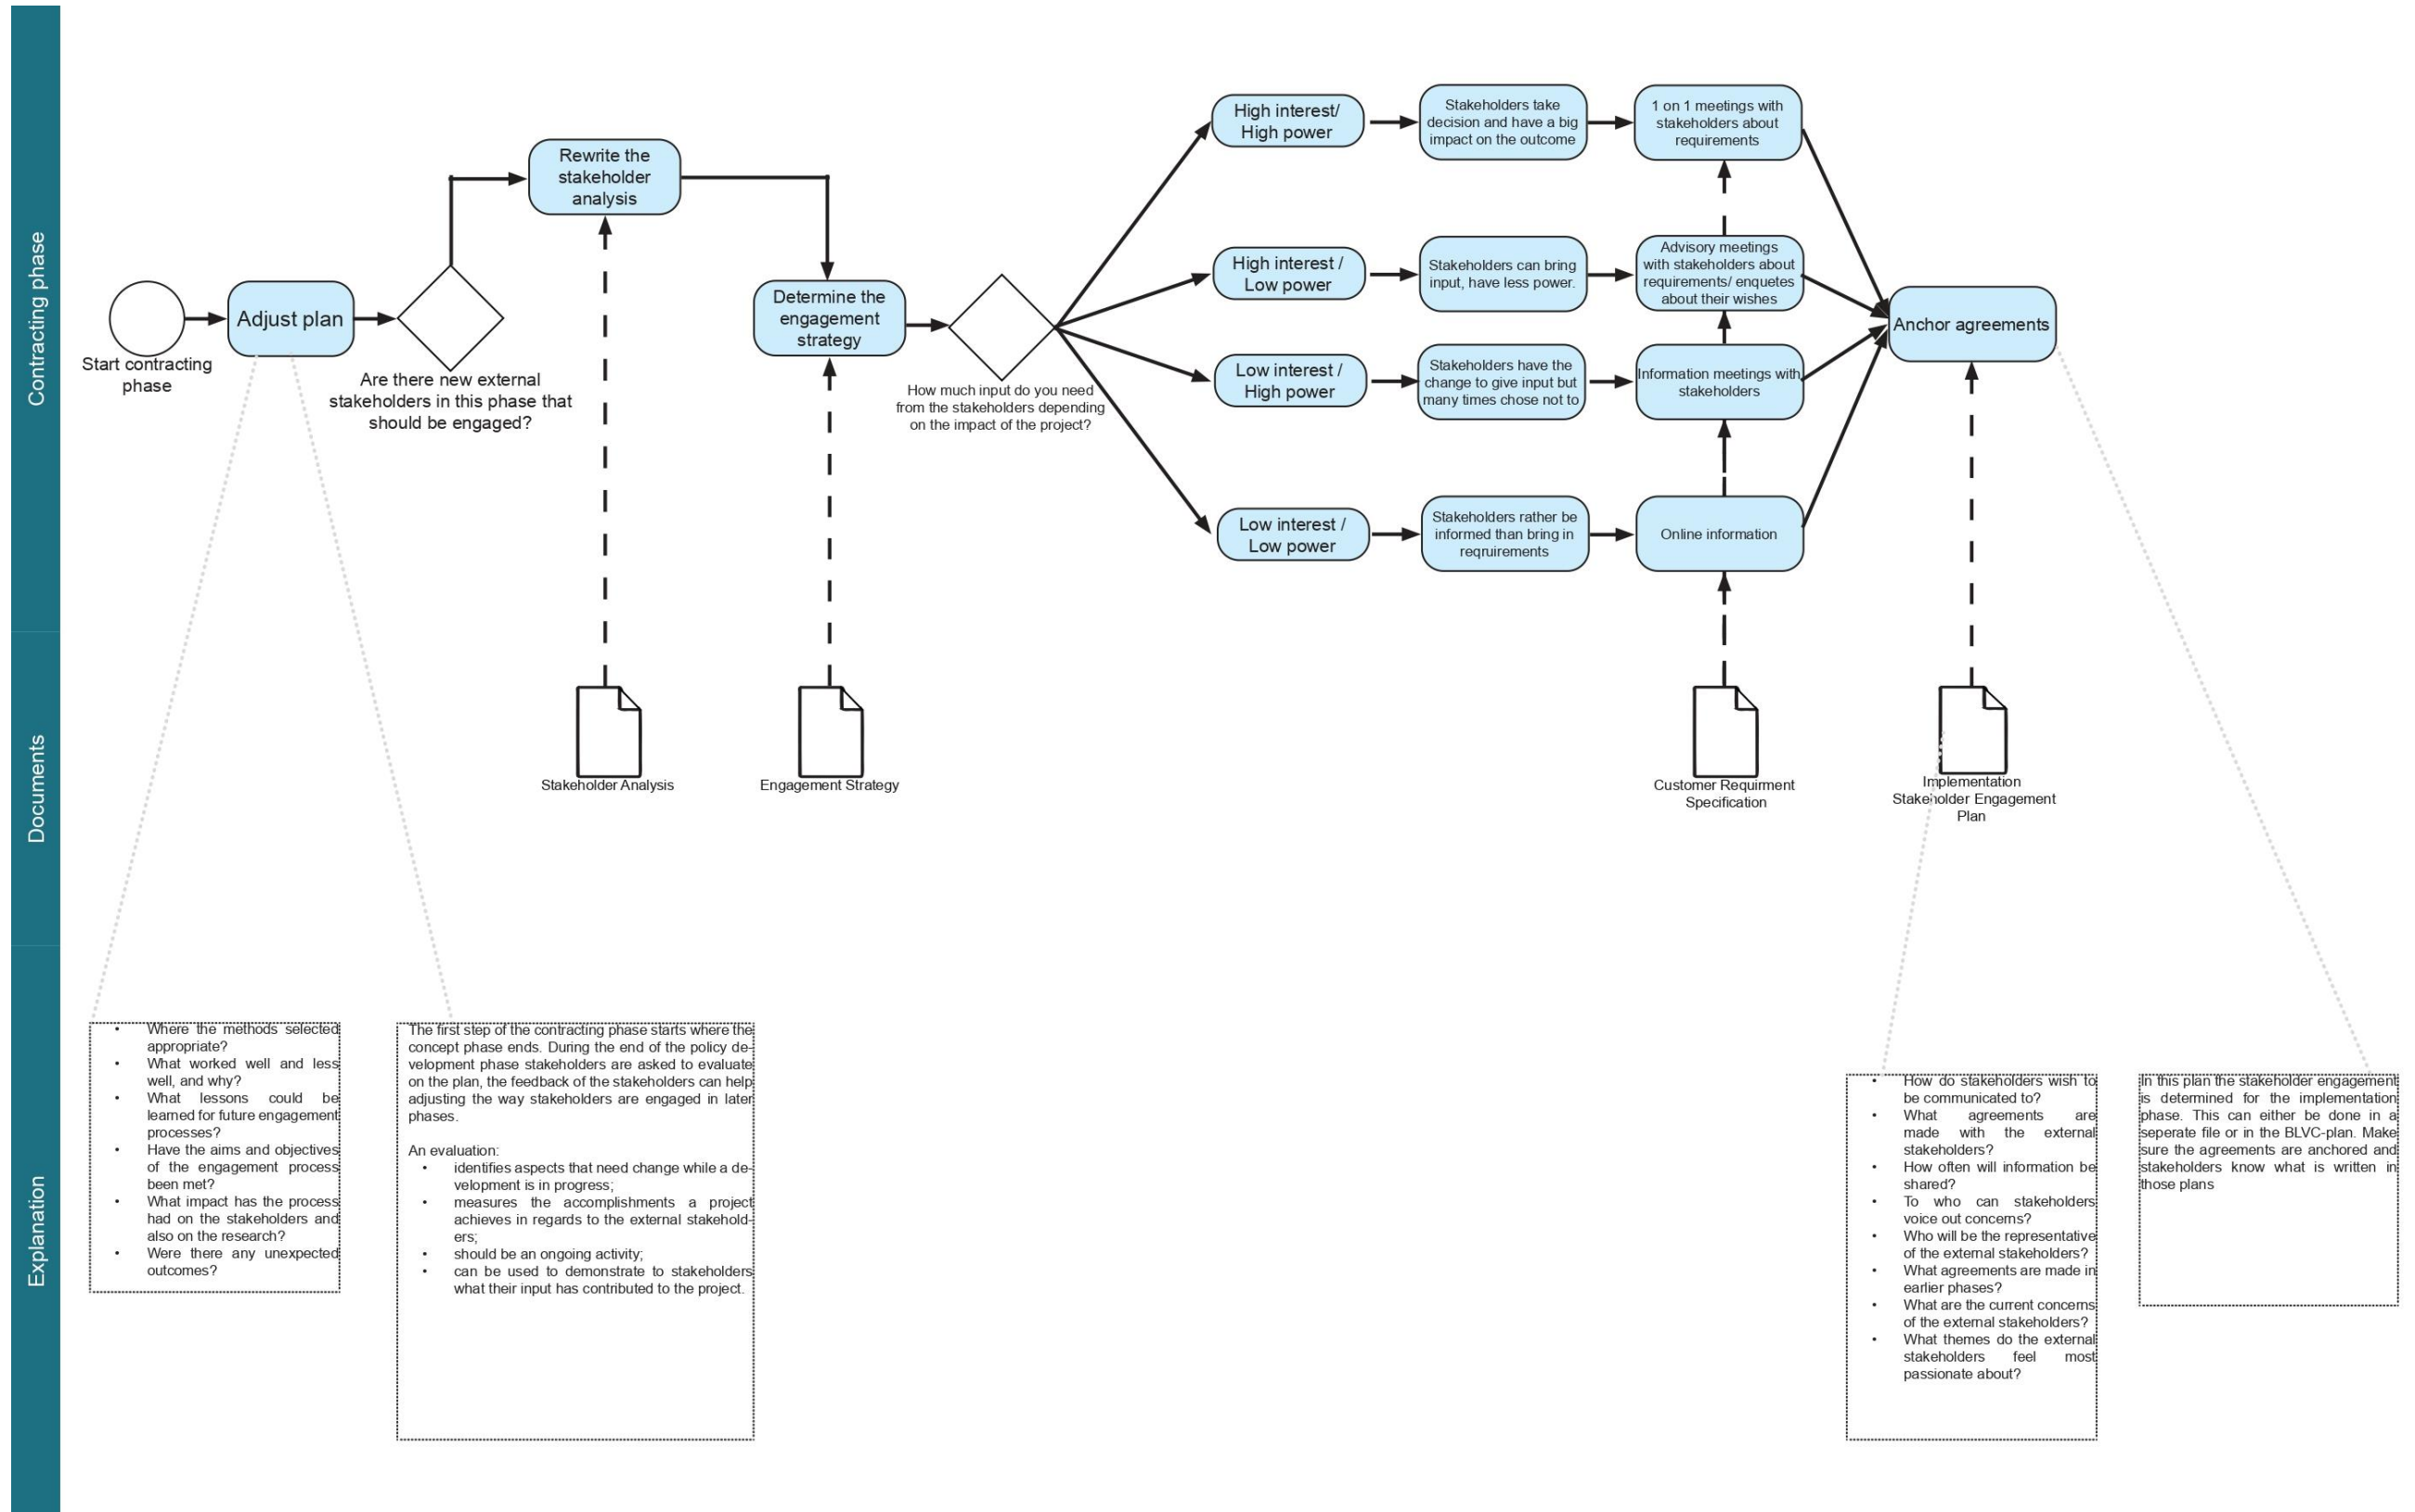 Contracting phase
Start contracting
phase
Adjust plan
Are there new external
stakeholders in this phase that
should be engaged?
Rewrite the
stakeholder
analysis
Determine the
engagement
strategy
How much input do you need
from the stakeholders depending
on the impact of the project?
High interest/
High power
Stakeholders take
decision and have a big
impact on the outcome
1 on 1 meetings with
stakeholders about
requirements
High interest /
Low power
Stakeholders can bring
input, have less power.
Advisory meetings
with stakeholders about
requirements/ enquetes
about their wishes
Low interest /
High power
Stakeholders have the
change to give input but
many times chose not to
Information meetings with
stakeholders
Low interest /
Low power
Stakeholders rather be
informed than bring in
reqruirements
Online information
Anchor agreements
Documents
Stakeholder Analysis
Engagement Strategy
Customer Requirment
Specification
Implementation
Stakeholder Engagement
Plan
Explanation
• Where the methods selected
appropriate?
• What worked well and less
well, and why?
• What lessons could be
learned for future engagement
processes?
• Have the aims and objectives
of the engagement process
been met?
• What impact has the process
had on the stakeholders and
also on the research?
• Were there any unexpected
outcomes?
The first step of the contracting phase starts where the
concept phase ends. During the end of the policy de-
velopment phase stakeholders are asked to evaluate
on the plan, the feedback of the stakeholders can help
adjusting the way stakeholders are engaged in later
phases.
An evaluation:
• identifies aspects that need change while a de-
velopment is in progress;
• measures the accomplishments a project
achieves in regards to the external stakehold-
ers;
• should be an ongoing activity;
• can be used to demonstrate to stakeholders
what their input has contributed to the project.
• How do stakeholders wish to
be communicated to?
• What agreements are
made with the external
stakeholders?
• How often will information be
shared?
• To who can stakeholders
voice out concerns?
• Who will be the representative
of the external stakeholders?
• What agreements are made in
earlier phases?
• What are the current concerns
of the external stakeholders?
• What themes do the external
stakeholders feel most
passionate about?
In this plan the stakeholder engagement
is determined for the implementation
phase. This can either be done in a
seperate file or in the BLVC-plan. Make
sure the agreements are anchored and
stakeholders know what is written in
those plans